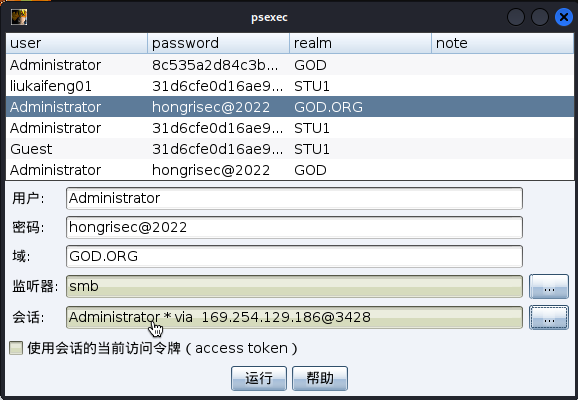 psexec
user password realm note
Administrator 8c535a2d84c3b... GOD
liukaifeng01 31d6cfe0d16ae9... STU1
Administrator hongrisec@2022 GOD.ORG
Administrator 31d6cfe0d16ae9... STU1
Guest 31d6cfe0d16ae9... STU1
Administrator hongrisec@2022 GOD
用户: Administrator
密码: hongrisec@2022
域: GOD.ORG
监听器: smb ...
会话: Administrator * via 169.254.129.186@3428 ...
使用会话的当前访问令牌（access token）
运行 帮助